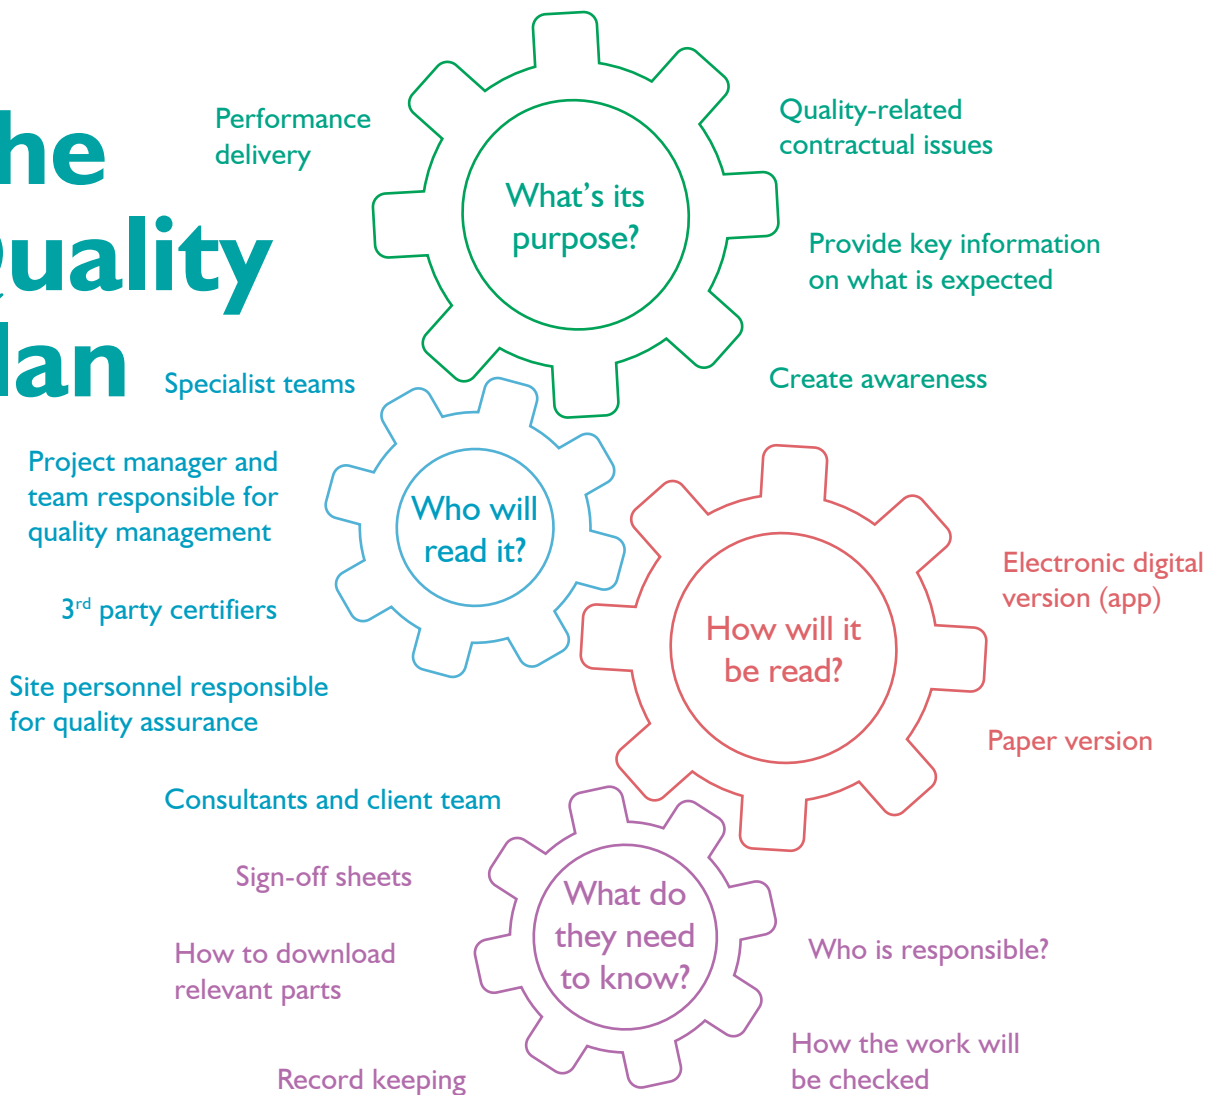 he
uality
lan
Performance
delivery
What's its
purpose?
Quality-related
contractual issues
Provide key information
on what is expected
Create awareness
Specialist teams
Project manager and
team responsible for
quality management
3rd party certifiers
Site personnel responsible
for quality assurance
Consultants and client team
Who will
read it?
How will it
be read?
Electronic digital
version (app)
Paper version
What do
they need
to know?
Sign-off sheets
How to download
relevant parts
Record keeping
Who is responsible?
How the work will
be checked